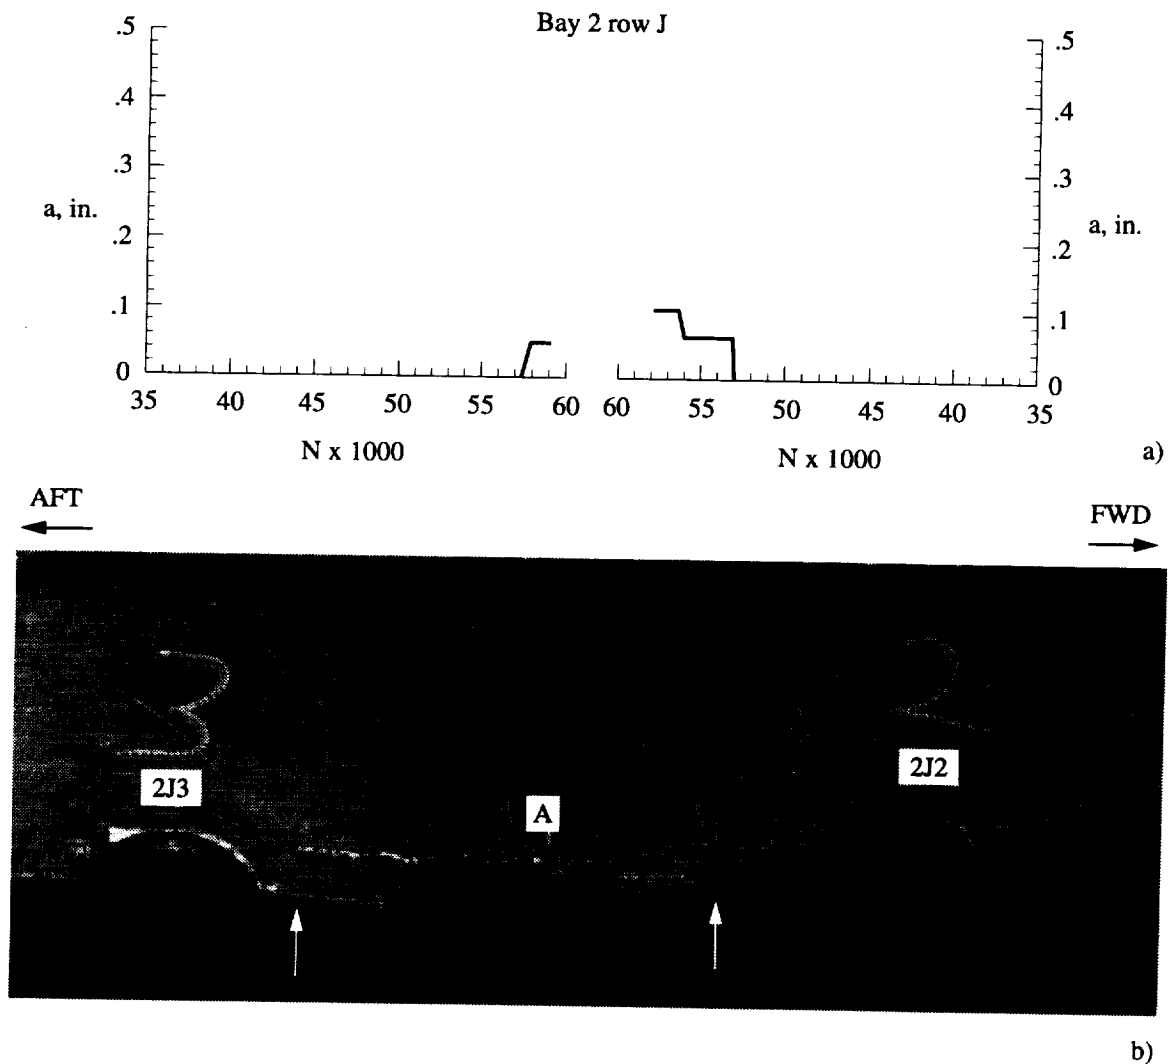 Bay 2 row J
.5
.4
.3
.2
.1
0
a, in.
35 40 45 50 55 60
N x 1000
.5
.4
.3
.2
.1
0
a, in.
60 55 50 45 40 35
N x 1000
a)
AFT
FWD
2J3
A
2J2
b)